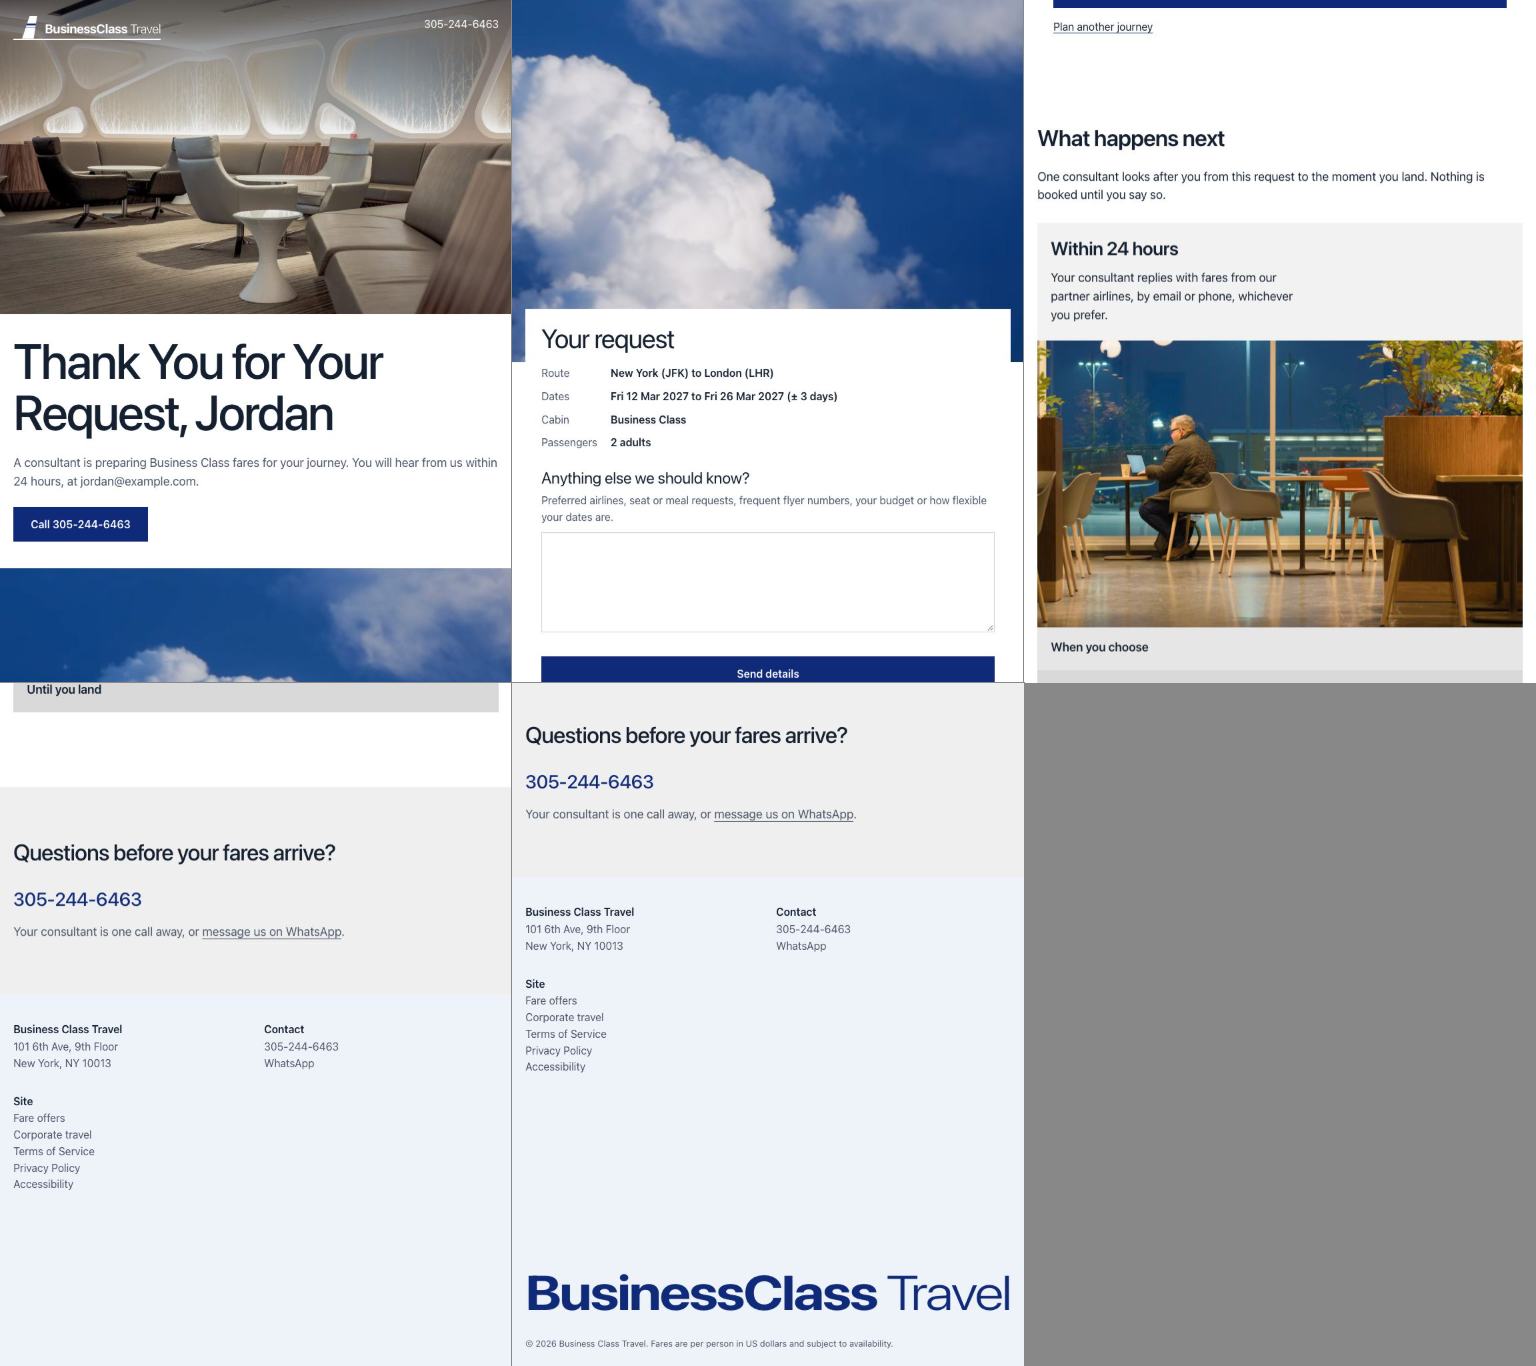 BusinessClass Travel
305-244-6463
Thank You for Your
Request, Jordan
A consultant is preparing Business Class fares for your journey. You will hear from us within
24 hours, at jordan@example.com.
Call 305-244-6463
Your request
Route New York (JFK) to London (LHR)
Dates Fri 12 Mar 2027 to Fri 26 Mar 2027 (± 3 days)
Cabin Business Class
Passengers 2 adults
Anything else we should know?
Preferred airlines, seat or meal requests, frequent flyer numbers, your budget or how flexible
your dates are.
Send details
Plan another journey
What happens next
One consultant looks after you from this request to the moment you land. Nothing is
booked until you say so.
Within 24 hours
Your consultant replies with fares from our
partner airlines, by email or phone, whichever
you prefer.
When you choose
Until you land
Questions before your fares arrive?
305-244-6463
Your consultant is one call away, or message us on WhatsApp.
Business Class Travel
101 6th Ave, 9th Floor
New York, NY 10013
Contact
305-244-6463
WhatsApp
Site
Fare offers
Corporate travel
Terms of Service
Privacy Policy
Accessibility
Questions before your fares arrive?
305-244-6463
Your consultant is one call away, or message us on WhatsApp.
Business Class Travel
101 6th Ave, 9th Floor
New York, NY 10013
Contact
305-244-6463
WhatsApp
Site
Fare offers
Corporate travel
Terms of Service
Privacy Policy
Accessibility
BusinessClass Travel
© 2026 Business Class Travel. Fares are per person in US dollars and subject to availability.